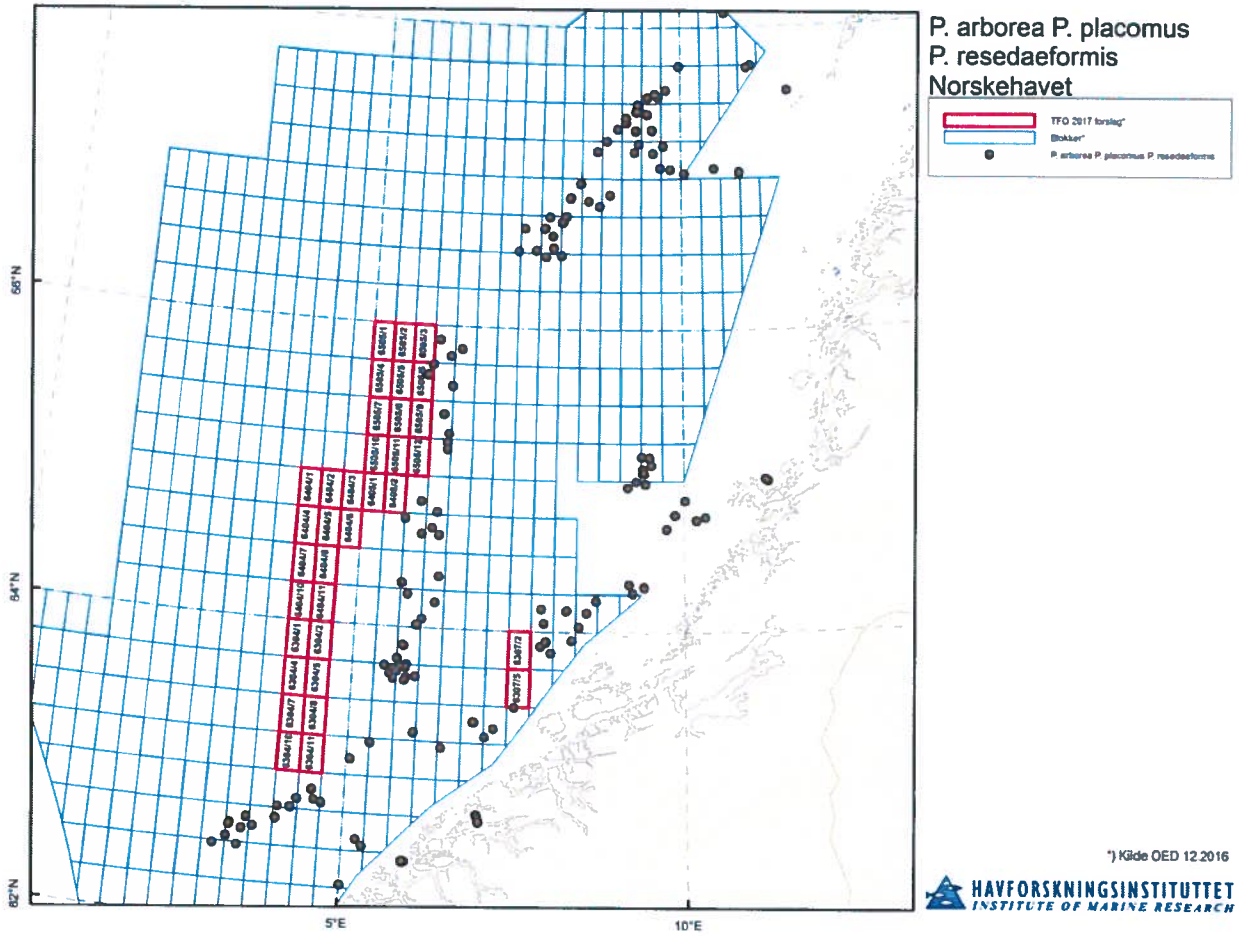 P. arborea P. placomus
P. resedaeformis
Norskehavet
TFO 2017 forslag*
Blokker*
P. arborea P. placomus P. resedaeformis
66°N
64°N
62°N
5°E
10°E
6505/1
6505/2
6505/3
6505/4
6505/5
6505/6
6505/7
6505/8
6505/9
6505/10
6505/11
6505/12
6404/1
6404/2
6404/3
6405/1
6405/2
6404/4
6404/5
6404/6
6404/7
6404/8
6404/10
6404/11
6304/1
6304/2
6304/4
6304/5
6304/7
6304/8
6304/10
6304/11
6307/2
6307/5
*) Kilde OED 12.2016
HAVFORSKNINGSINSTITUTTET
INSTITUTE OF MARINE RESEARCH